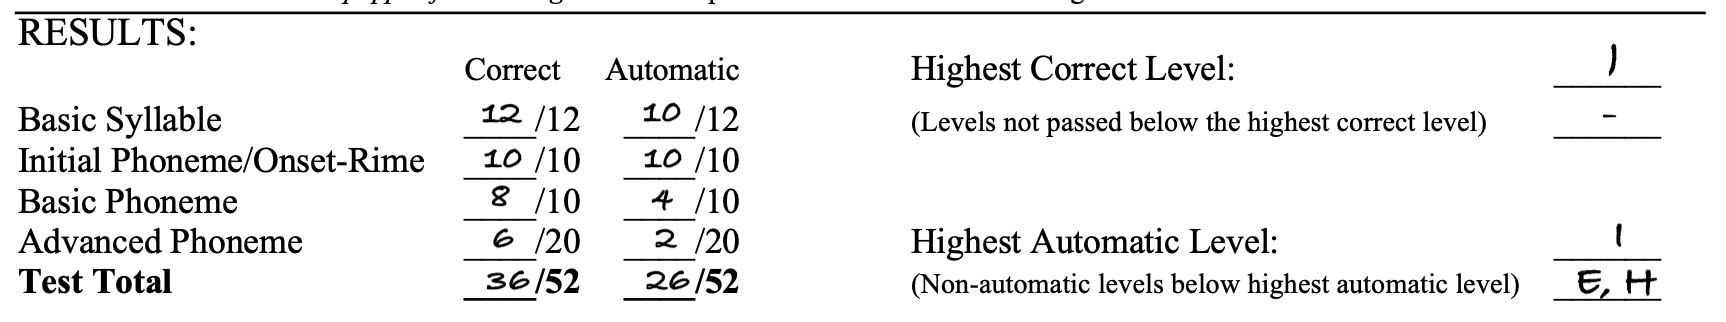 RESULTS:
Correct Automatic
Basic Syllable 12/12 10/12
Initial Phoneme/Onset-Rime 10/10 10/10
Basic Phoneme 8/10 4/10
Advanced Phoneme 6/20 2/20
Test Total 36/52 26/52
Highest Correct Level: I
(Levels not passed below the highest correct level) -
Highest Automatic Level: I
(Non-automatic levels below highest automatic level) E, H